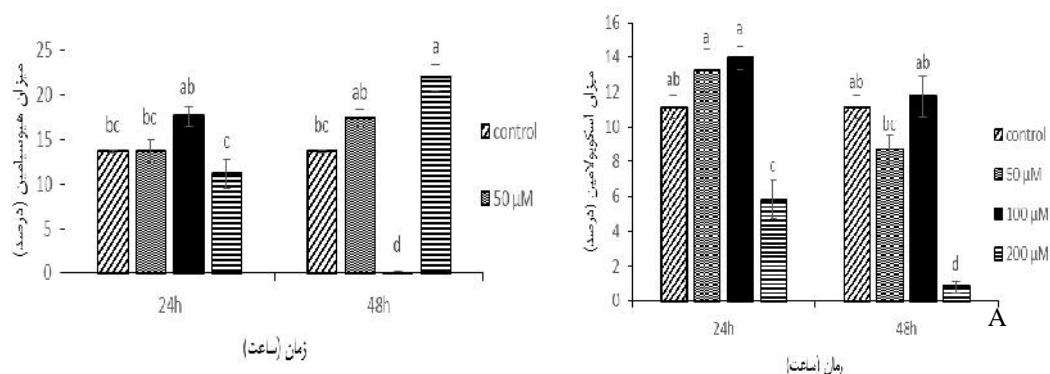 میزان هیوسیامین (درصد)
25
20
15
10
5
0
bc
bc
ab
c
bc
ab
d
a
24h
48h
زمان (ساعت)
control
50 µM
میزان اسکوپولامین (درصد)
16
14
12
10
8
6
4
2
0
ab
a
a
c
ab
bc
ab
d
24h
48h
زمان (ساعت)
control
50 µM
100 µM
200 µM
A